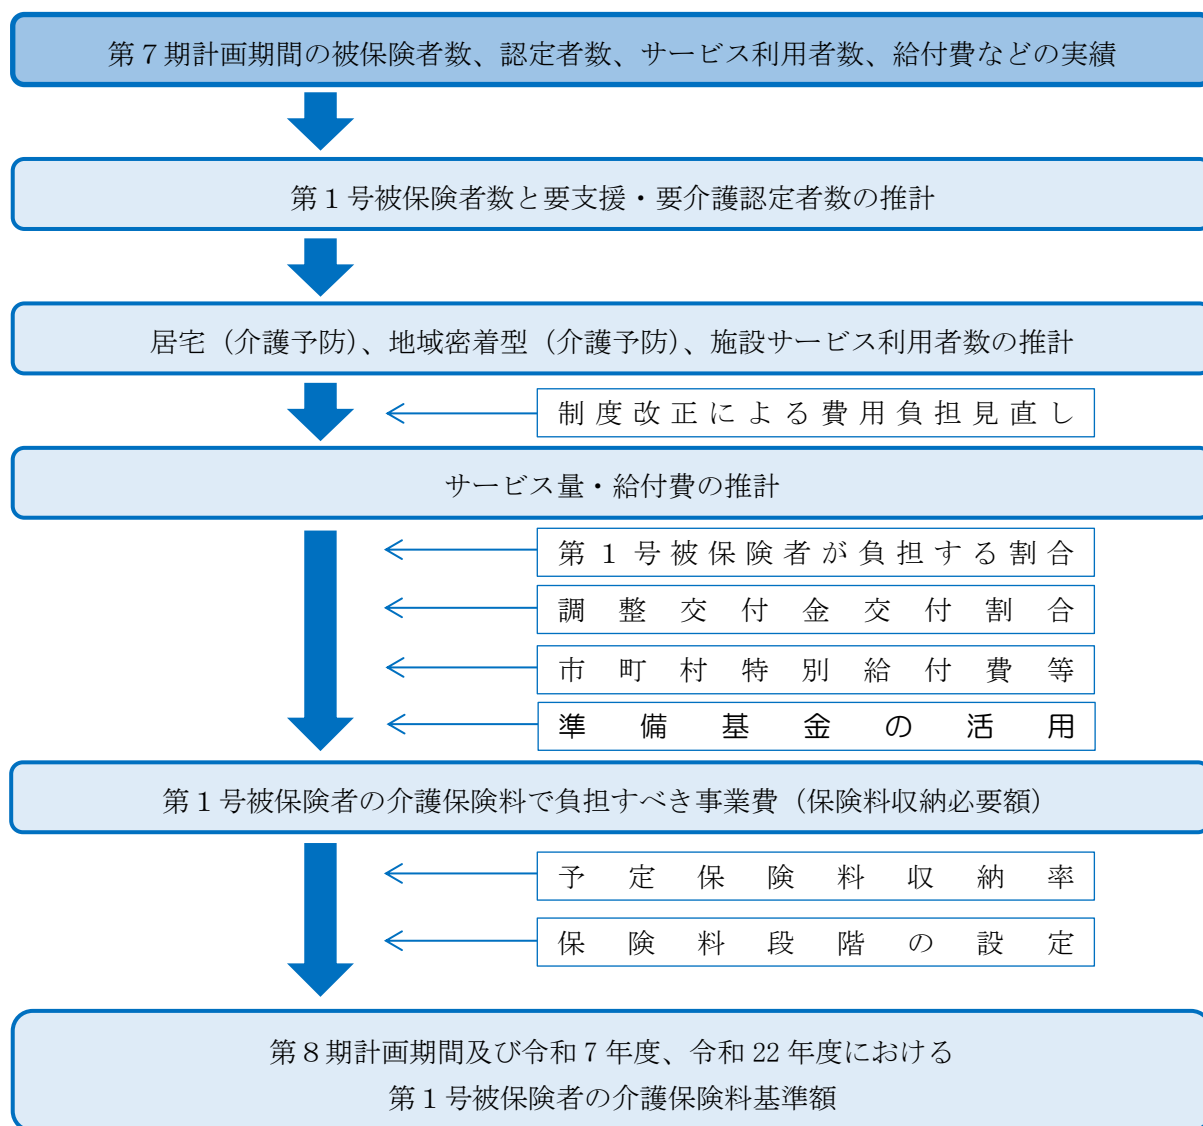 第７期計画期間の被保険者数、認定者数、サービス利用者数、給付費などの実績
第１号被保険者数と要支援・要介護認定者数の推計
居宅（介護予防）、地域密着型（介護予防）、施設サービス利用者数の推計
制度改正による費用負担見直し
サービス量・給付費の推計
第１号被保険者が負担する割合
調整交付金交付割合
市町村特別給付費等
準備基金の活用
第１号被保険者の介護保険料で負担すべき事業費（保険料収納必要額）
予定保険料収納率
保険料段階の設定
第８期計画期間及び令和７年度、令和 22 年度における
第１号被保険者の介護保険料基準額